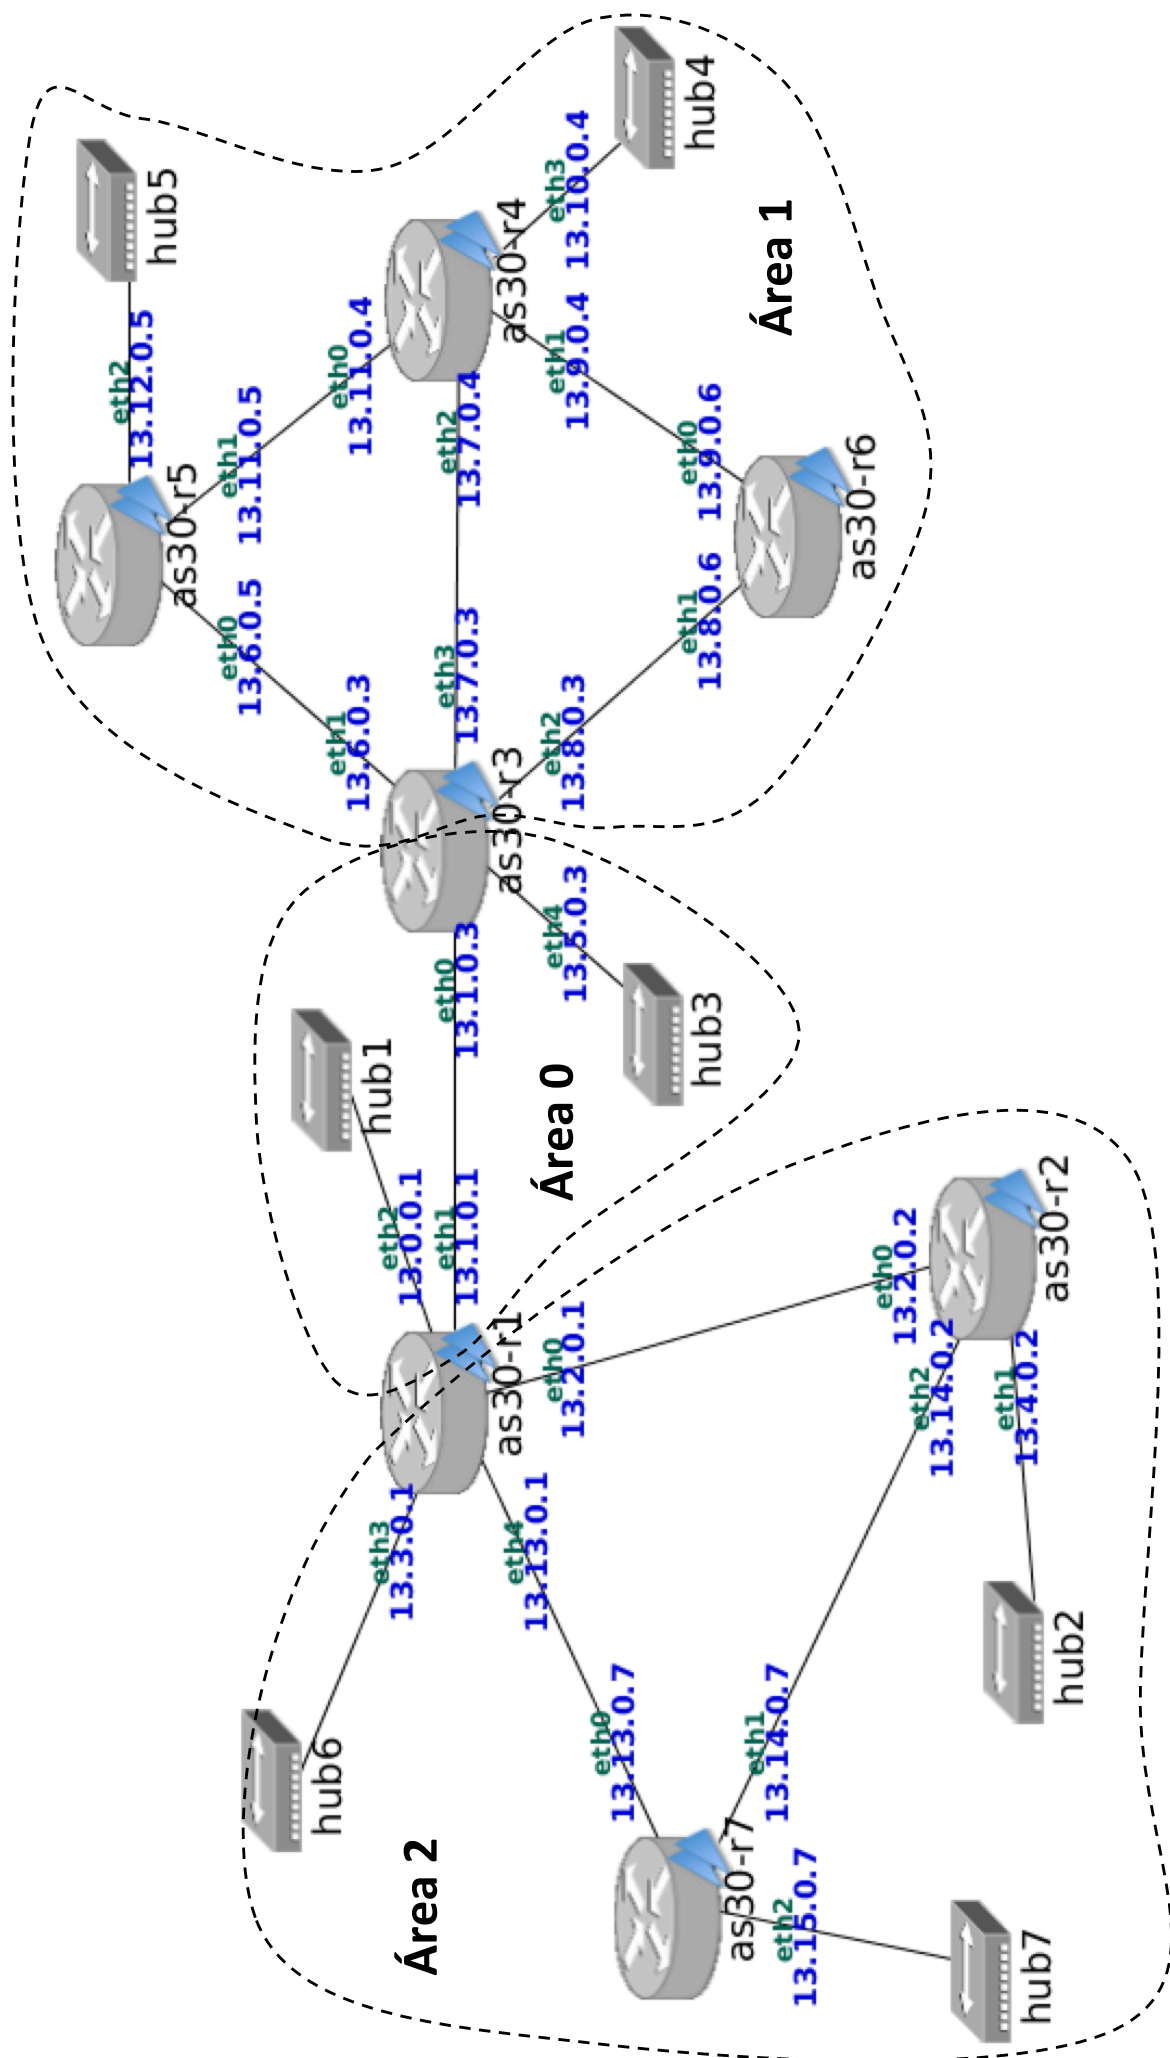 hub5
eth2
13.12.0.5
as30-r5
eth1
13.11.0.5
eth0
13.6.0.5
eth0
13.11.0.4
as30-r4
eth3
13.10.0.4
hub4
eth2
13.7.0.4
eth1
13.9.0.4
Área 1
eth0
13.9.0.6
as30-r6
eth1
13.8.0.6
eth1
13.6.0.3
eth3
13.7.0.3
eth2
13.8.0.3
as30-r3
eth0
13.1.0.3
eth4
13.5.0.3
hub3
hub1
Área 0
eth2
13.0.0.1
eth1
13.1.0.1
as30-r1
eth0
13.2.0.1
eth3
13.3.0.1
eth4
13.13.0.1
eth0
13.2.0.2
as30-r2
eth2
13.14.0.2
eth1
13.4.0.2
hub2
hub6
Área 2
eth0
13.13.0.7
eth1
13.14.0.7
as30-r7
eth2
13.15.0.7
hub7